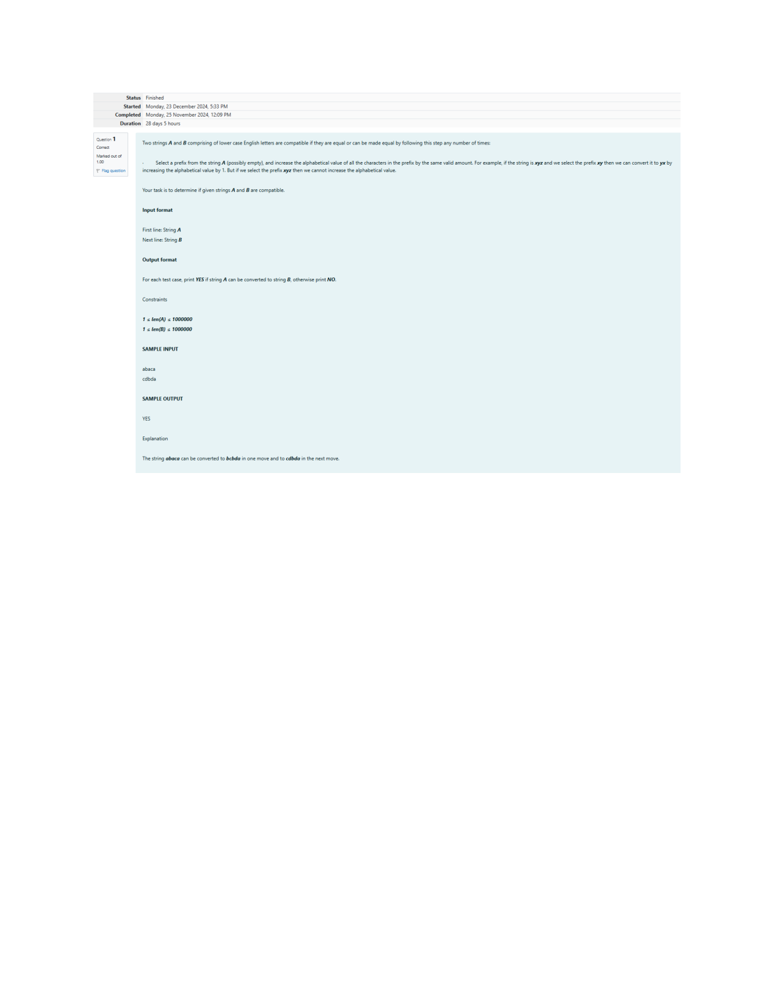 Status Finished
Started Monday, 23 December 2024, 5:33 PM
Completed Monday, 25 November 2024, 12:09 PM
Duration 28 days 5 hours
Question 1
Correct
Marked out of
1.00
Flag question
Two strings A and B comprising of lower case English letters are compatible if they are equal or can be made equal by following this step any number of times:
· Select a prefix from the string A (possibly empty), and increase the alphabetical value of all the characters in the prefix by the same valid amount. For example, if the string is xyz and we select the prefix xy then we can convert it to yx by
increasing the alphabetical value by 1. But if we select the prefix xyz then we cannot increase the alphabetical value.
Your task is to determine if given strings A and B are compatible.
Input format
First line: String A
Next line: String B
Output format
For each test case, print YES if string A can be converted to string B, otherwise print NO.
Constraints
1 ≤ len(A) ≤ 1000000
1 ≤ len(B) ≤ 1000000
SAMPLE INPUT
abaca
cdbda
SAMPLE OUTPUT
YES
Explanation
The string abaca can be converted to bcbda in one move and to cdbda in the next move.